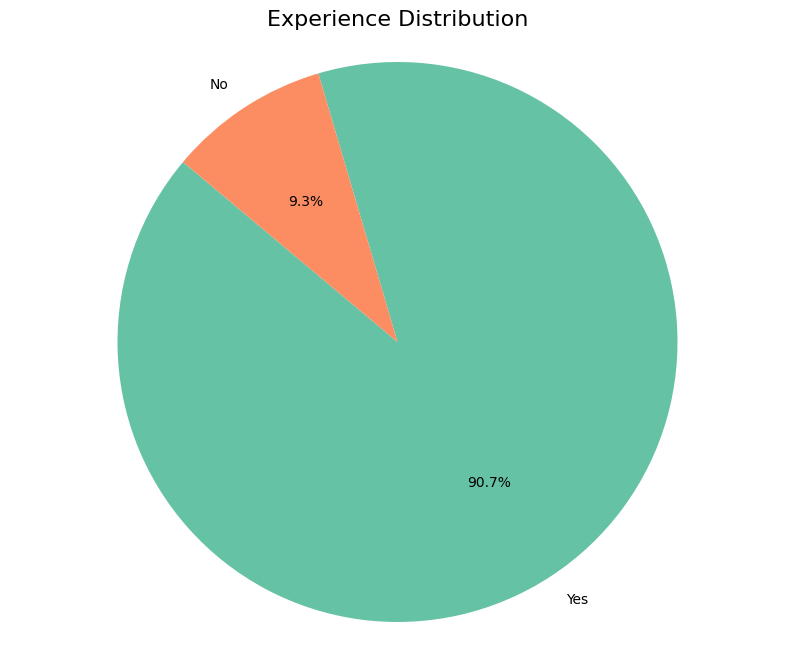 Experience Distribution
No
9.3%
90.7%
Yes